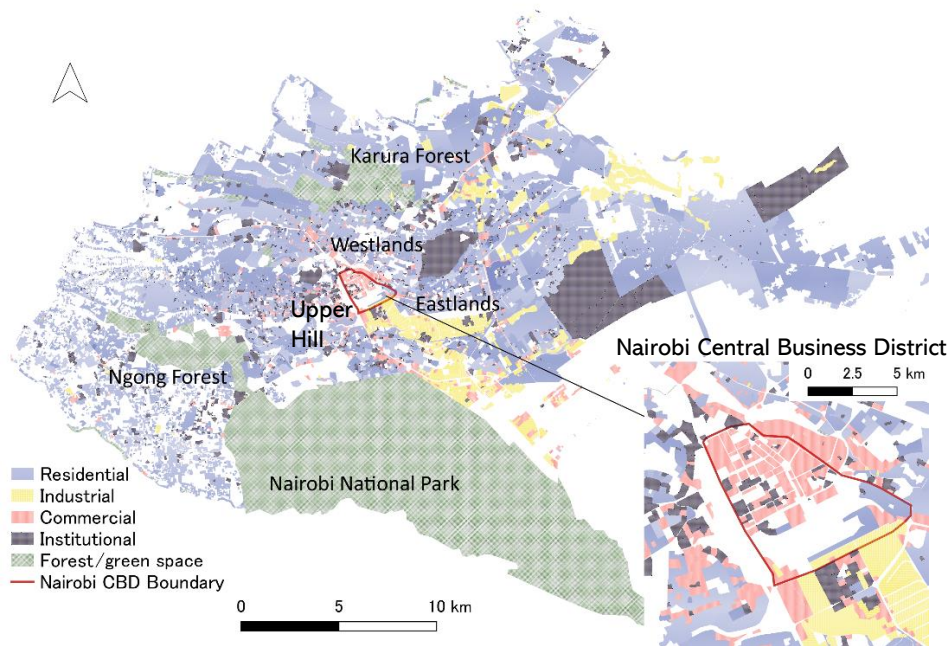 Karura Forest
Westlands
Upper
Hill
Eastlands
Ngong Forest
Nairobi Central Business District
0 2.5 5 km
Nairobi National Park
Residential
Industrial
Commercial
Institutional
Forest/green space
Nairobi CBD Boundary
0 5 10 km